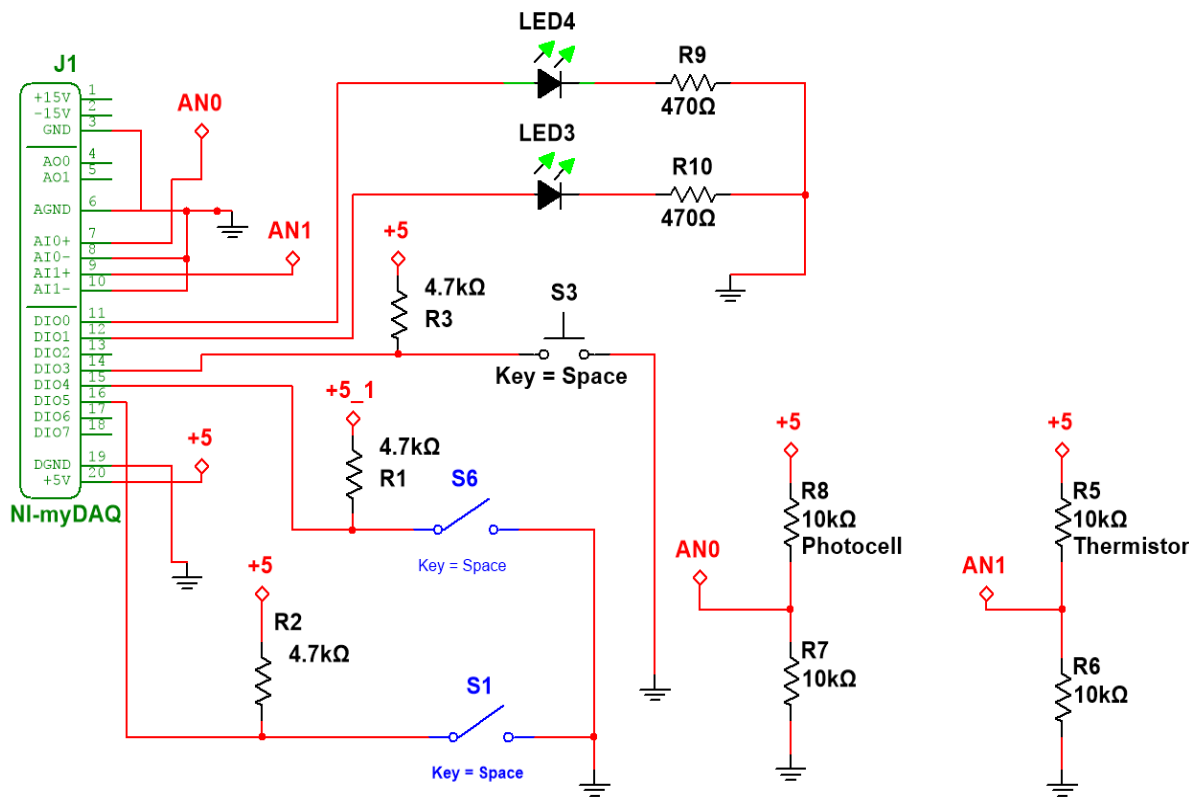 J1
+15V 1
-15V 2
GND 3
AO0 4
AO1 5
AGND 6
AI0+ 7
AI0- 8
AI1+ 9
AI1- 10
DIO0 11
DIO1 12
DIO2 13
DIO3 14
DIO4 15
DIO5 16
DIO6 17
DIO7 18
DGND 19
+5V 20
NI-myDAQ
AN0
AN1
+5
LED4
R9
470Ω
LED3
R10
470Ω
+5
4.7kΩ
R3
S3
Key = Space
+5_1
4.7kΩ
R1
S6
Key = Space
+5
R2
4.7kΩ
S1
Key = Space
+5
R8
10kΩ
Photocell
AN0
R7
10kΩ
+5
R5
10kΩ
Thermistor
AN1
R6
10kΩ